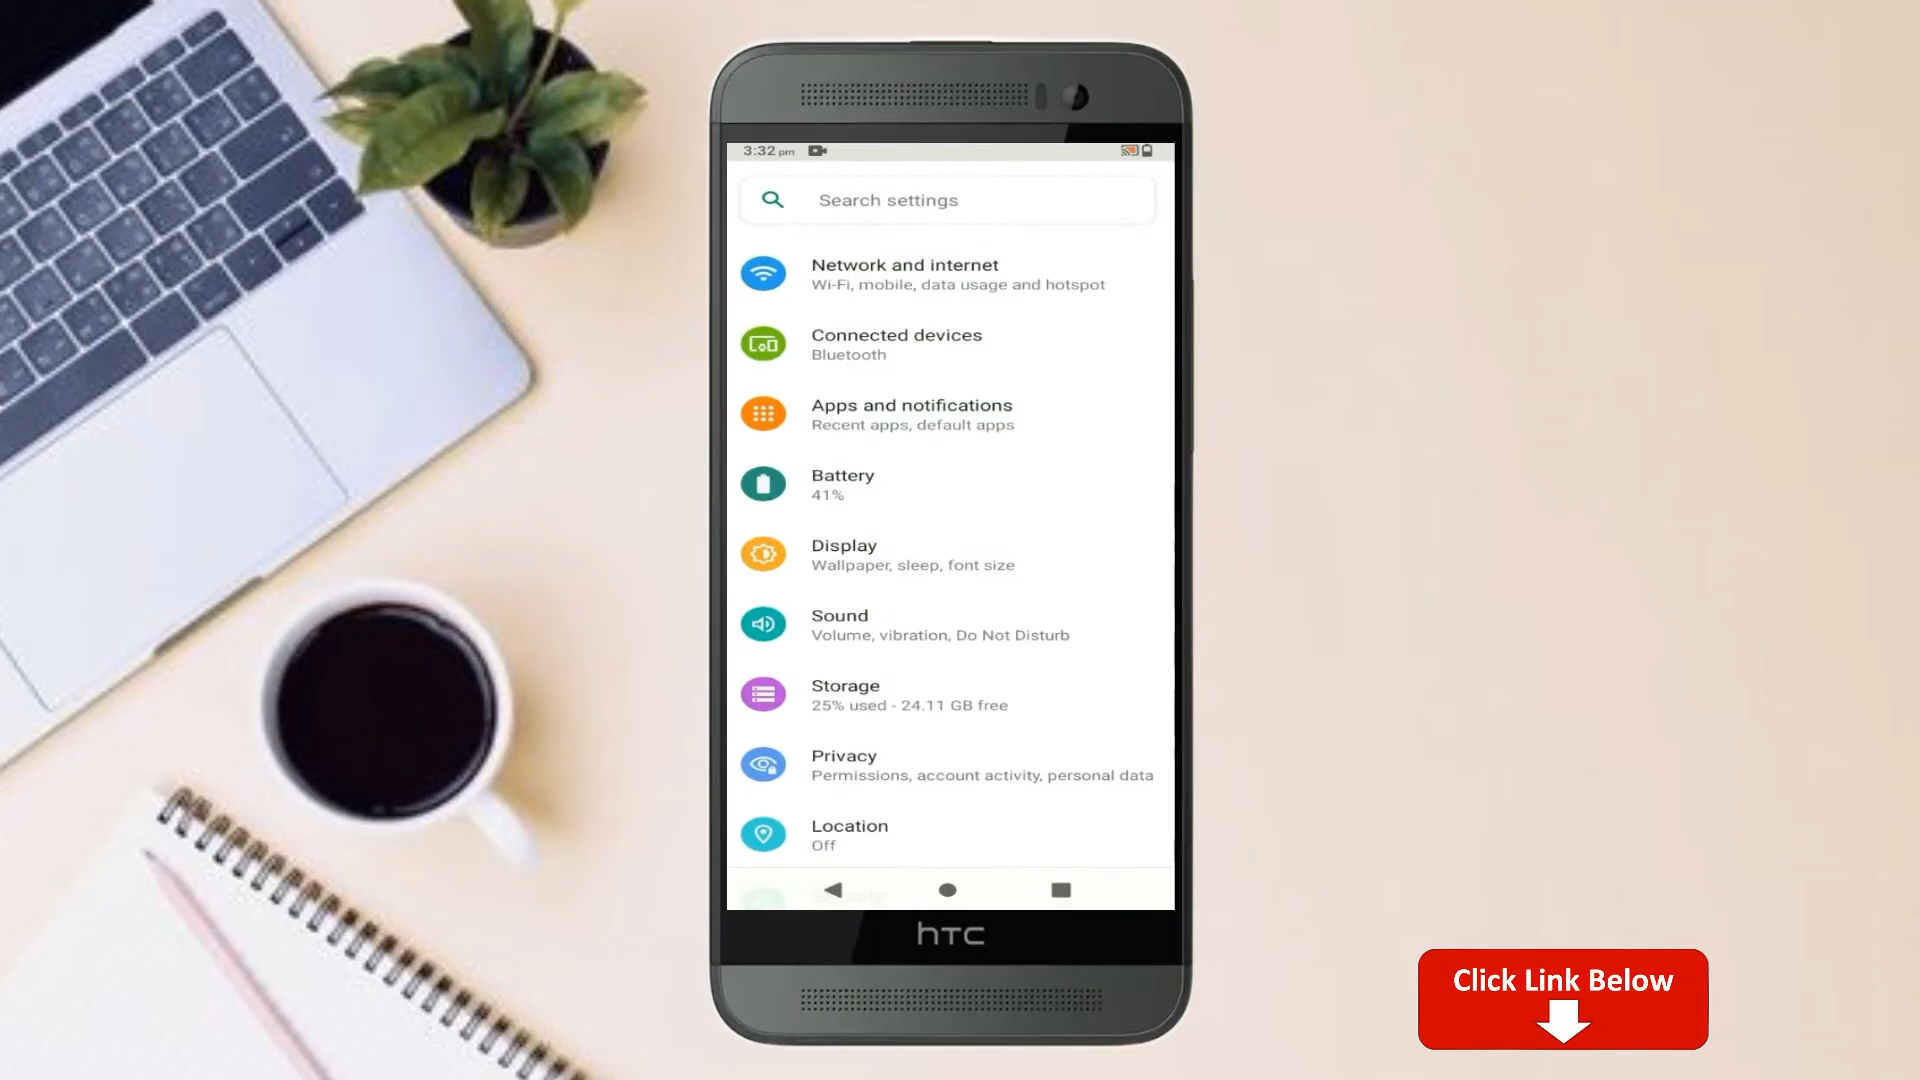 3:32 pm
Search settings
Network and internet
Wi-Fi, mobile, data usage and hotspot
Connected devices
Bluetooth
Apps and notifications
Recent apps, default apps
Battery
41%
Display
Wallpaper, sleep, font size
Sound
Volume, vibration, Do Not Disturb
Storage
25% used - 24.11 GB free
Privacy
Permissions, account activity, personal data
Location
Off
hTC
Click Link Below